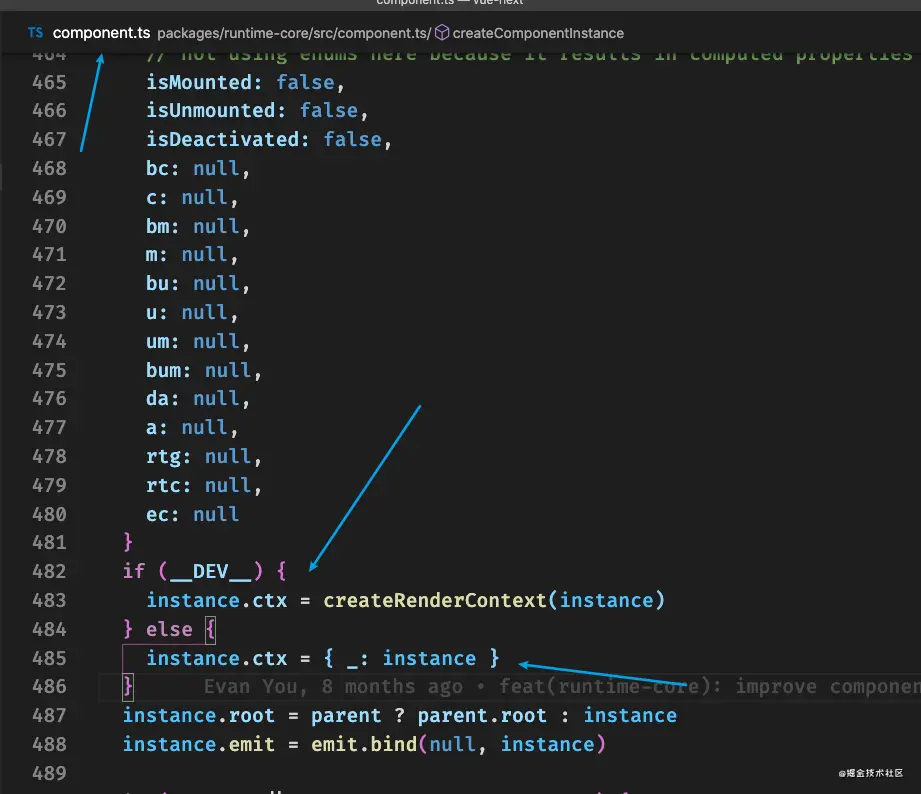 component.ts — vue-next
TS component.ts packages/runtime-core/src/component.ts/ createComponentInstance
464 // not using enums here because it results in computed properties
465 isMounted: false,
466 isUnmounted: false,
467 isDeactivated: false,
468 bc: null,
469 c: null,
470 bm: null,
471 m: null,
472 bu: null,
473 u: null,
474 um: null,
475 bum: null,
476 da: null,
477 a: null,
478 rtg: null,
479 rtc: null,
480 ec: null
481 }
482 if (__DEV__) {
483 instance.ctx = createRenderContext(instance)
484 } else {
485 instance.ctx = { _: instance }
486 } Evan You, 8 months ago • feat(runtime-core): improve componen
487 instance.root = parent ? parent.root : instance
488 instance.emit = emit.bind(null, instance)
489
@掘金技术社区